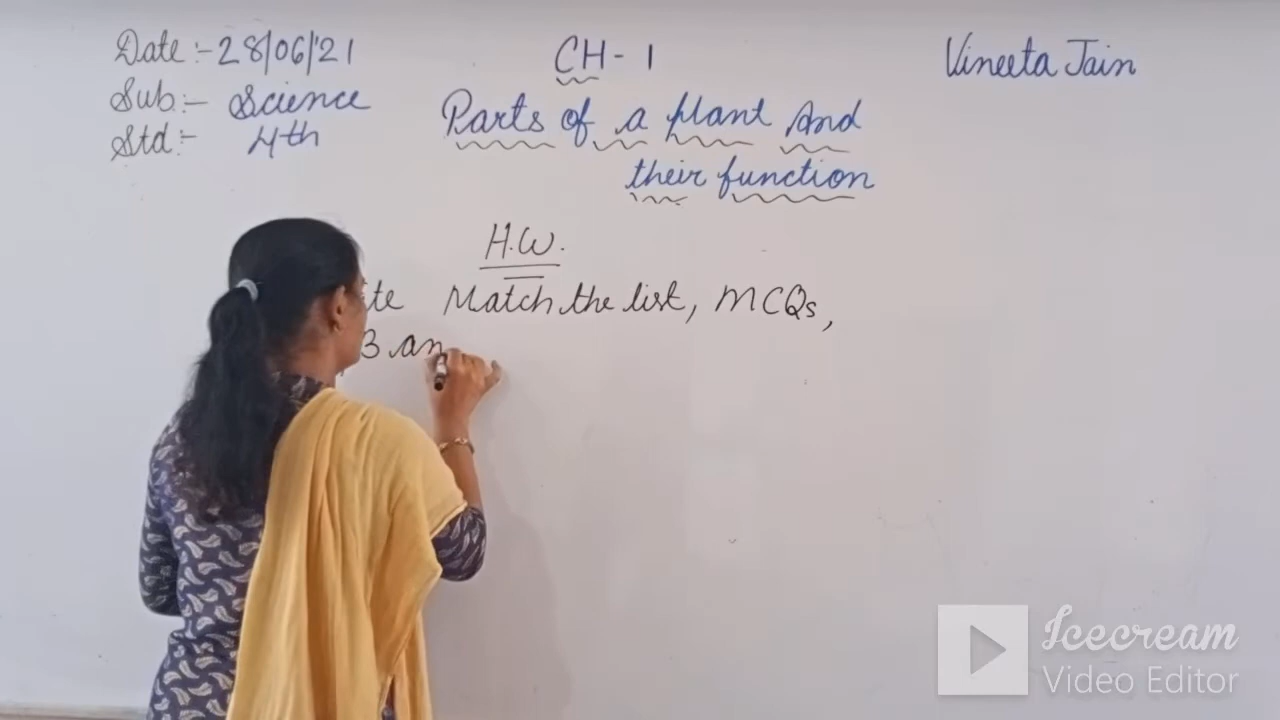 Date :- 28/06/'21
CH- 1
Vineeta Jain
Sub:- Science
Parts of a plant And
Std:- 4th
their function
H.W.
Match the list, MCQs,
Icecream
Video Editor